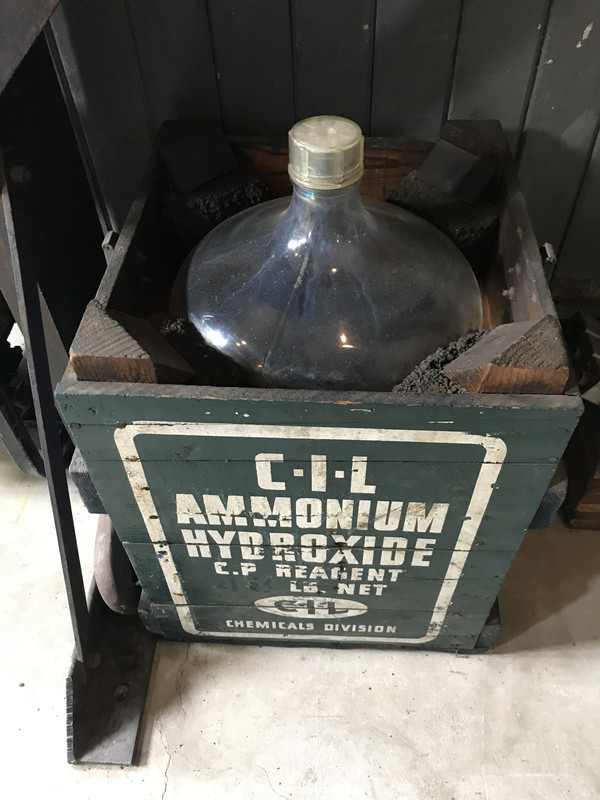 C·I·L
AMMONIUM
HYDROXIDE
C.P REAGENT
LB. NET
CIL
CHEMICALS DIVISION